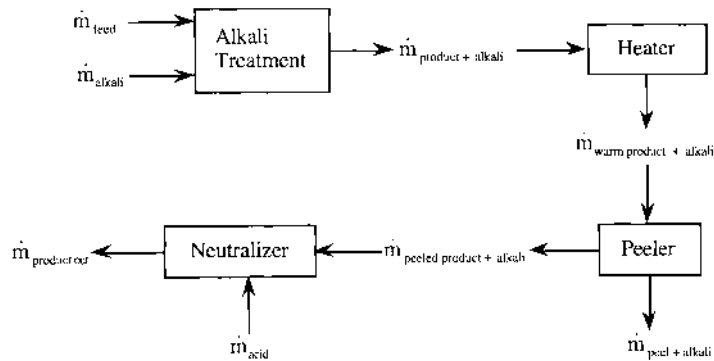 ṁ feed
ṁ alkali
Alkali
Treatment
ṁ product + alkali
Heater
ṁ warm product + alkali
Peeler
ṁ peeled product + alkali
Neutralizer
ṁ product out
ṁ acid
ṁ peel + alkali